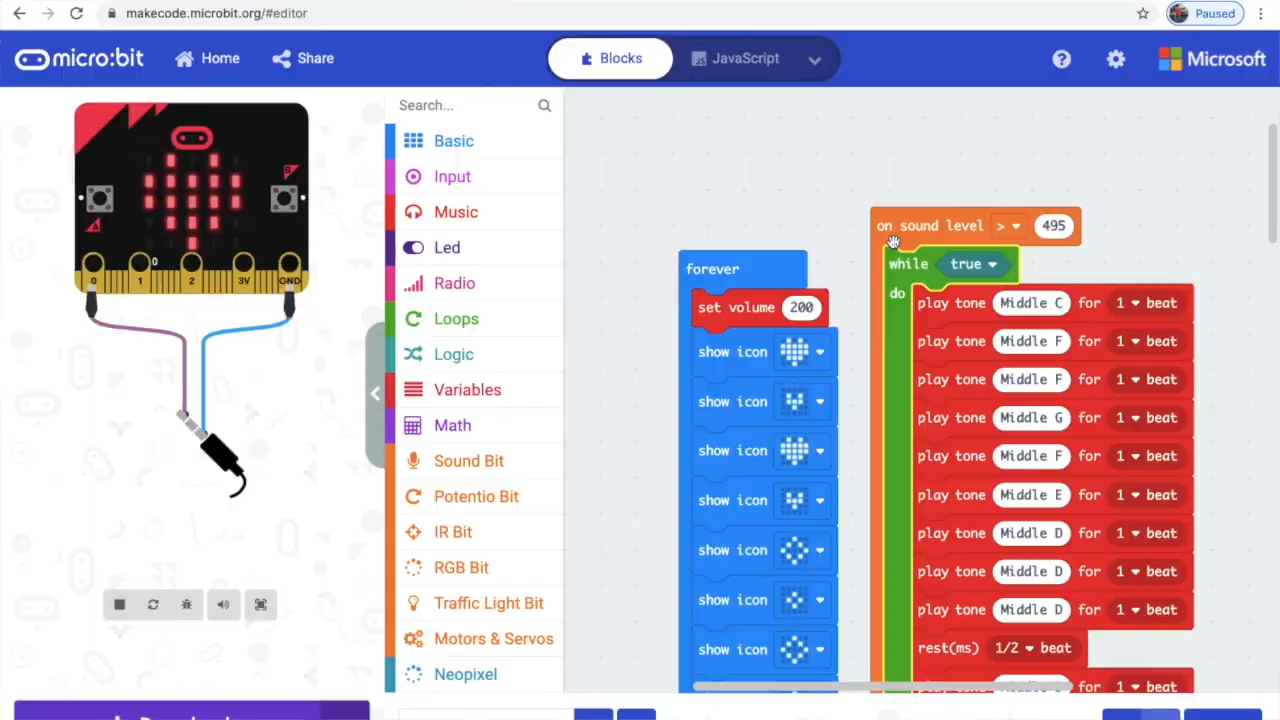 makecode.microbit.org/#editor
Paused
micro:bit
Home
Share
Blocks
JavaScript
?
Microsoft
A
B
0
0
1
2
3V
GND
Search...
Basic
Input
Music
Led
Radio
Loops
Logic
Variables
Math
Sound Bit
Potentio Bit
IR Bit
RGB Bit
Traffic Light Bit
Motors & Servos
Neopixel
forever
set volume 200
show icon
show icon
show icon
show icon
show icon
show icon
show icon
on sound level > 495
while true
do
play tone Middle C for 1 beat
play tone Middle F for 1 beat
play tone Middle F for 1 beat
play tone Middle G for 1 beat
play tone Middle F for 1 beat
play tone Middle E for 1 beat
play tone Middle D for 1 beat
play tone Middle D for 1 beat
play tone Middle D for 1 beat
rest(ms) 1/2 beat
1 beat